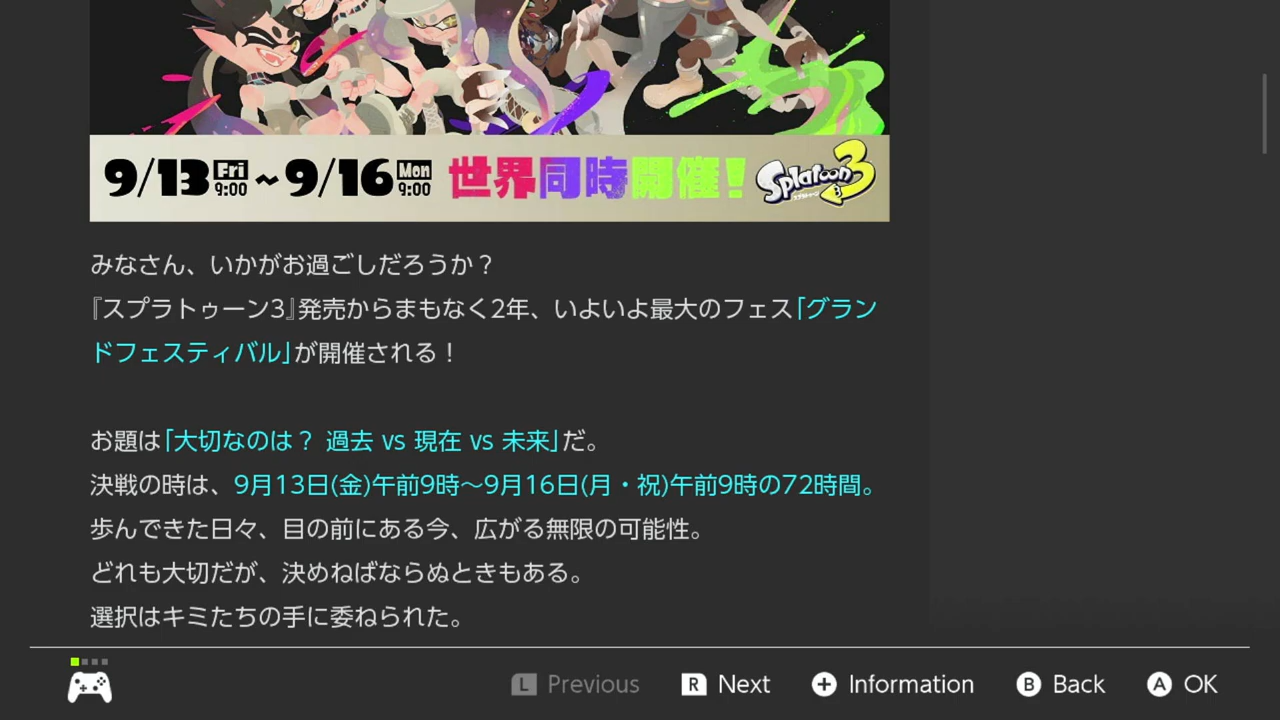 9/13 Fri 9:00 ~ 9/16 Mon 9:00 世界同時開催! Splatoon 3
みなさん、いかがお過ごしだろうか？
『スプラトゥーン3』発売からまもなく2年、いよいよ最大のフェス「グラン
ドフェスティバル」が開催される！
お題は「大切なのは？ 過去 vs 現在 vs 未来」だ。
決戦の時は、9月13日(金)午前9時～9月16日(月・祝)午前9時の72時間。
歩んできた日々、目の前にある今、広がる無限の可能性。
どれも大切だが、決めねばならぬときもある。
選択はキミたちの手に委ねられた。
L Previous R Next + Information B Back A OK